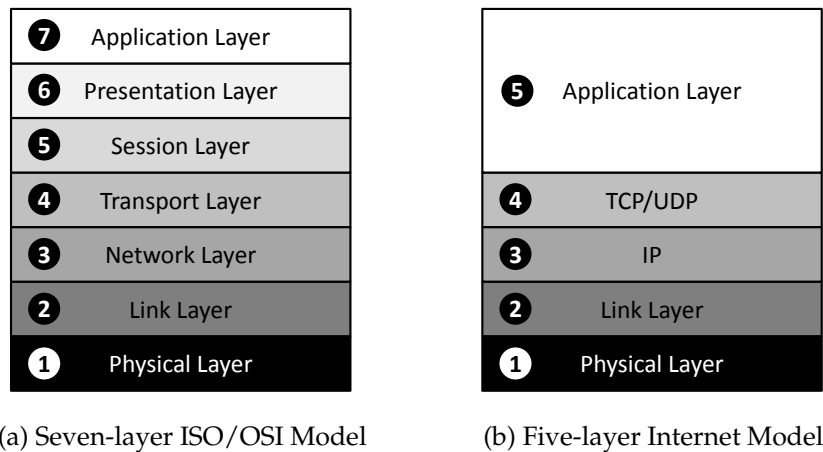 7 Application Layer
6 Presentation Layer
5 Session Layer
4 Transport Layer
3 Network Layer
2 Link Layer
1 Physical Layer
(a) Seven-layer ISO/OSI Model
5 Application Layer
4 TCP/UDP
3 IP
2 Link Layer
1 Physical Layer
(b) Five-layer Internet Model